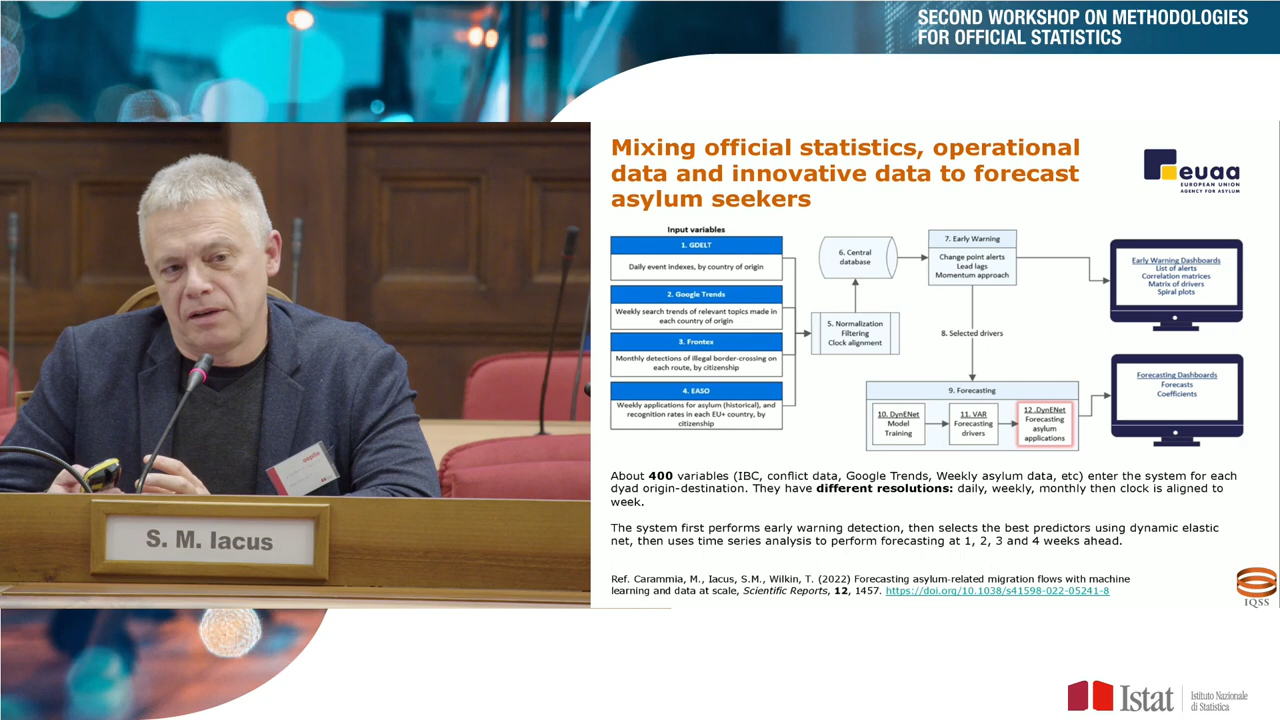 SECOND WORKSHOP ON METHODOLOGIES
FOR OFFICIAL STATISTICS
S. M. Iacus
Mixing official statistics, operational
data and innovative data to forecast
asylum seekers
euaa
EUROPEAN UNION
AGENCY FOR ASYLUM
Input variables
1. GDELT
Daily event indexes, by country of origin
2. Google Trends
Weekly search trends of relevant topics made in
each country of origin
3. Frontex
Monthly detections of illegal border-crossing on
each route, by citizenship
4. EASO
Weekly applications for asylum (historical), and
recognition rates in each EU+ country, by
citizenship
5. Normalization
Filtering
Clock alignment
6. Central
database
7. Early Warning
Change point alerts
Lead lags
Momentum approach
8. Selected drivers
9. Forecasting
10. DynENet
Model
Training
11. VAR
Forecasting
drivers
12 .DynENet
Forecasting
asylum
applications
Early Warning Dashboards
List of alerts
Correlation matrices
Matrix of drivers
Spiral plots
Forecasting Dashboards
Forecasts
Coefficients
About 400 variables (IBC, conflict data, Google Trends, Weekly asylum data, etc) enter the system for each
dyad origin-destination. They have different resolutions: daily, weekly, monthly then clock is aligned to
week.
The system first performs early warning detection, then selects the best predictors using dynamic elastic
net, then uses time series analysis to perform forecasting at 1, 2, 3 and 4 weeks ahead.
Ref. Carammia, M., Iacus, S.M., Wilkin, T. (2022) Forecasting asylum-related migration flows with machine
learning and data at scale, Scientific Reports, 12, 1457. https://doi.org/10.1038/s41598-022-05241-8
IQSS
Istat
Istituto Nazionale
di Statistica